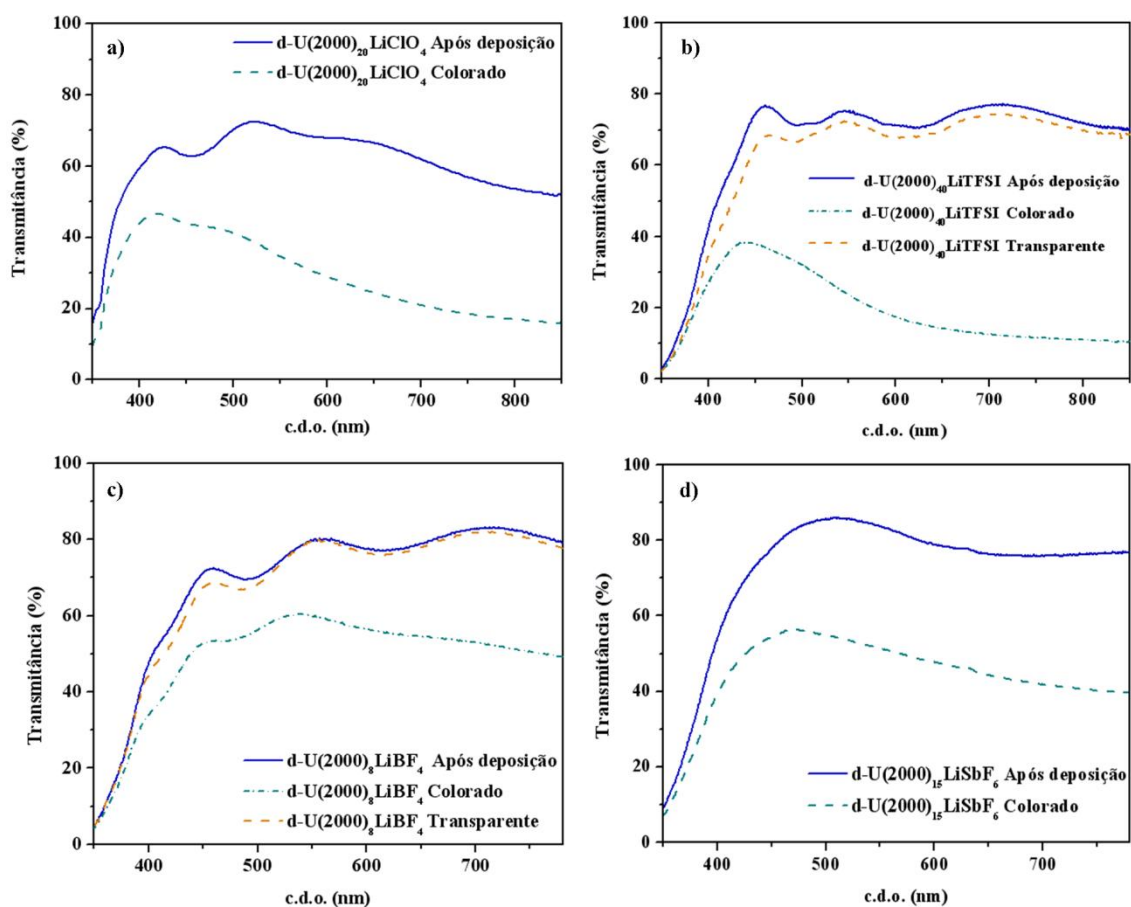 a)
d-U(2000)20LiClO4 Após deposição
d-U(2000)20LiClO4 Colorado
Transmitância (%)
100
80
60
40
20
0
400 500 600 700 800
c.d.o. (nm)
b)
d-U(2000)40LiTFSI Após deposição
d-U(2000)40LiTFSI Colorado
d-U(2000)40LiTFSI Transparente
Transmitância (%)
100
80
60
40
20
0
400 500 600 700 800
c.d.o. (nm)
c)
d-U(2000)8LiBF4 Após deposição
d-U(2000)8LiBF4 Colorado
d-U(2000)8LiBF4 Transparente
Transmitância (%)
100
80
60
40
20
0
400 500 600 700
c.d.o. (nm)
d)
d-U(2000)15LiSbF6 Após deposição
d-U(2000)15LiSbF6 Colorado
Transmitância (%)
100
80
60
40
20
0
400 500 600 700
c.d.o. (nm)